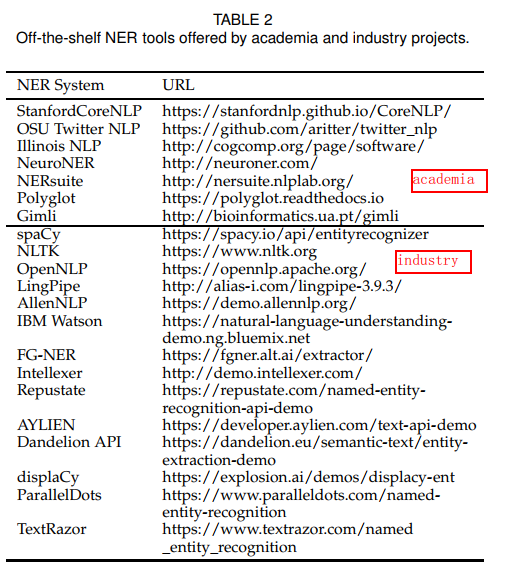 TABLE 2
Off-the-shelf NER tools offered by academia and industry projects.
NER System URL
StanfordCoreNLP https://stanfordnlp.github.io/CoreNLP/
OSU Twitter NLP https://github.com/aritter/twitter_nlp
Illinois NLP http://cogcomp.org/page/software/
NeuroNER http://neuroner.com/
NERsuite http://nersuite.nlplab.org/
academia
Polyglot https://polyglot.readthedocs.io
Gimli http://bioinformatics.ua.pt/gimli
spaCy https://spacy.io/api/entityrecognizer
NLTK https://www.nltk.org
industry
OpenNLP https://opennlp.apache.org/
LingPipe http://alias-i.com/lingpipe-3.9.3/
AllenNLP https://demo.allennlp.org/
IBM Watson https://natural-language-understanding-
demo.ng.bluemix.net
FG-NER https://fgner.alt.ai/extractor/
Intellexer http://demo.intellexer.com/
Repustate https://repustate.com/named-entity-
recognition-api-demo
AYLIEN https://developer.aylien.com/text-api-demo
Dandelion API https://dandelion.eu/semantic-text/entity-
extraction-demo
displaCy https://explosion.ai/demos/displacy-ent
ParallelDots https://www.paralleldots.com/named-
entity-recognition
TextRazor https://www.textrazor.com/named
_entity_recognition